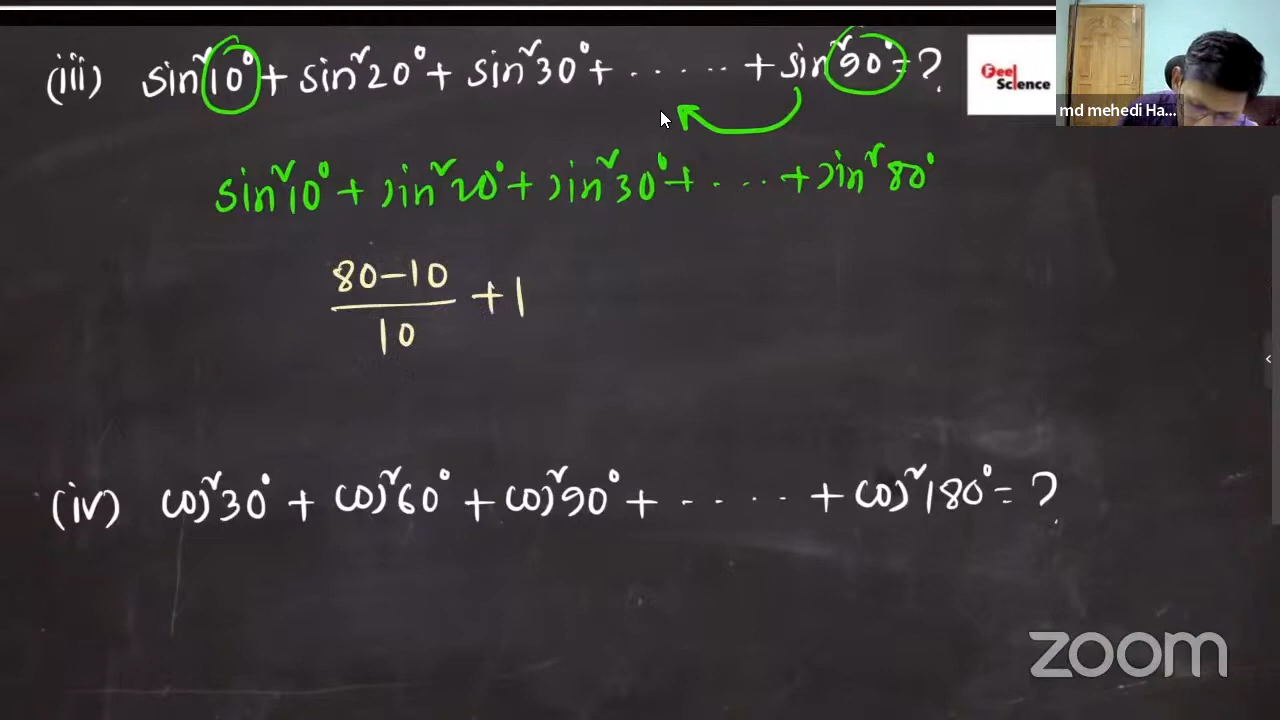 (iii) sin²10° + sin²20° + sin²30° + ...... + sin²90° = ?
Feel
Science
md mehedi Ha...
sin²10° + sin²20° + sin²30° + .... + sin²80°
80-10
10
+ 1
(iv) cos²30° + cos²60° + cos²90° + ..... + cos²180° = ?
zoom